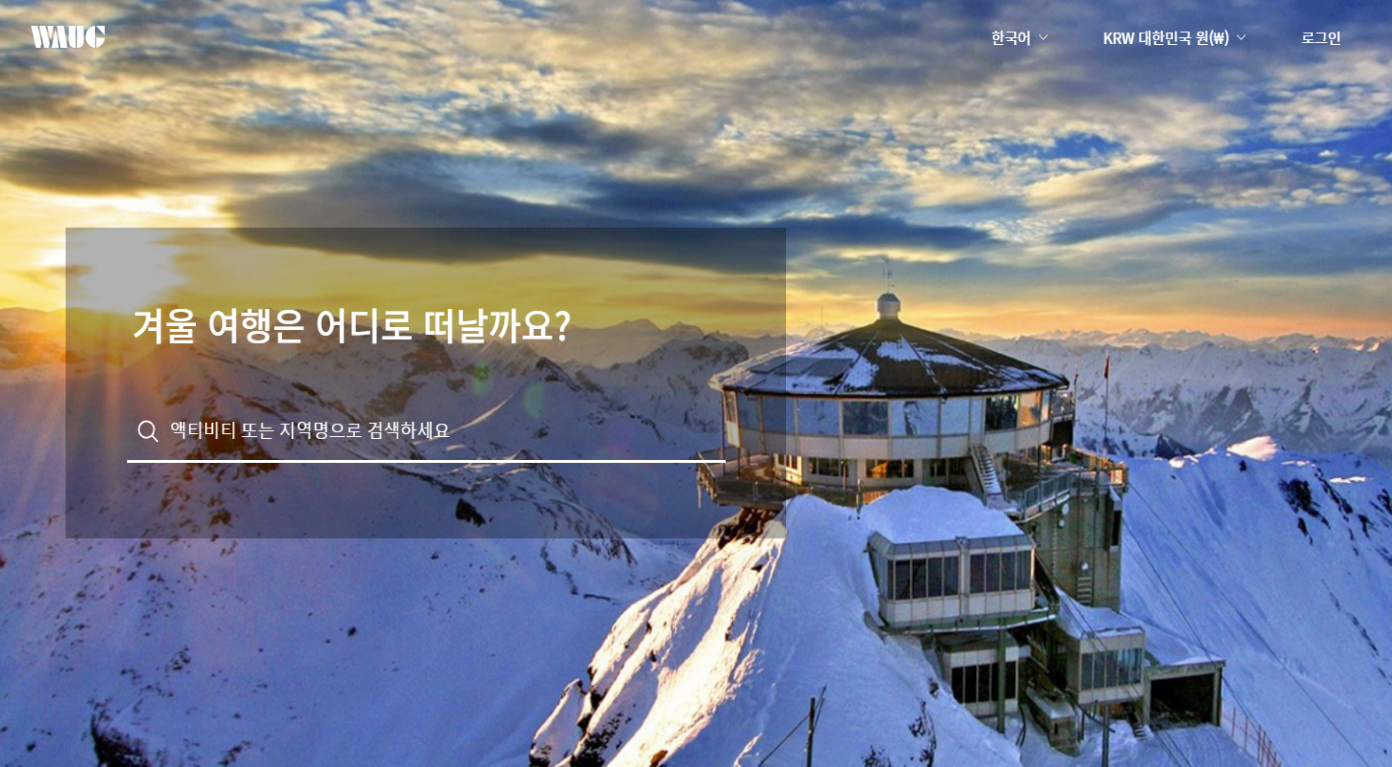 WAUG
한국어
KRW 대한민국 원(₩)
로그인
겨울 여행은 어디로 떠날까요?
액티비티 또는 지역명으로 검색하세요